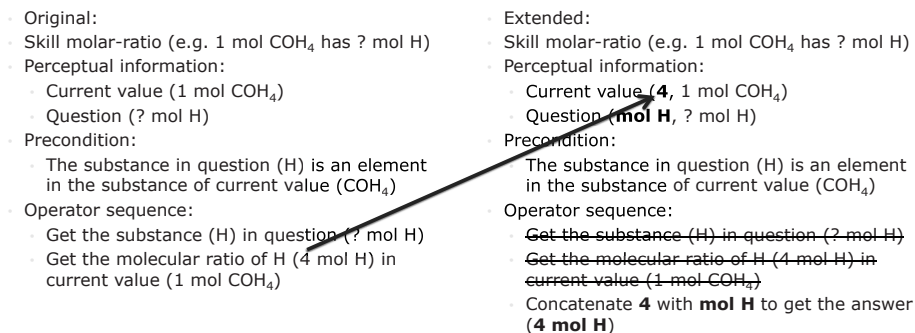 Original:
Skill molar-ratio (e.g. 1 mol COH₄ has ? mol H)
Perceptual information:
Current value (1 mol COH₄)
Question (? mol H)
Precondition:
The substance in question (H) is an element
in the substance of current value (COH₄)
Operator sequence:
Get the substance (H) in question (? mol H)
Get the molecular ratio of H (4 mol H) in
current value (1 mol COH₄)
Extended:
Skill molar-ratio (e.g. 1 mol COH₄ has ? mol H)
Perceptual information:
Current value (4, 1 mol COH₄)
Question (mol H, ? mol H)
Precondition:
The substance in question (H) is an element
in the substance of current value (COH₄)
Operator sequence:
Get the substance (H) in question (? mol H)
Get the molecular ratio of H (4 mol H) in
current value (1 mol COH₄)
Concatenate 4 with mol H to get the answer
(4 mol H)